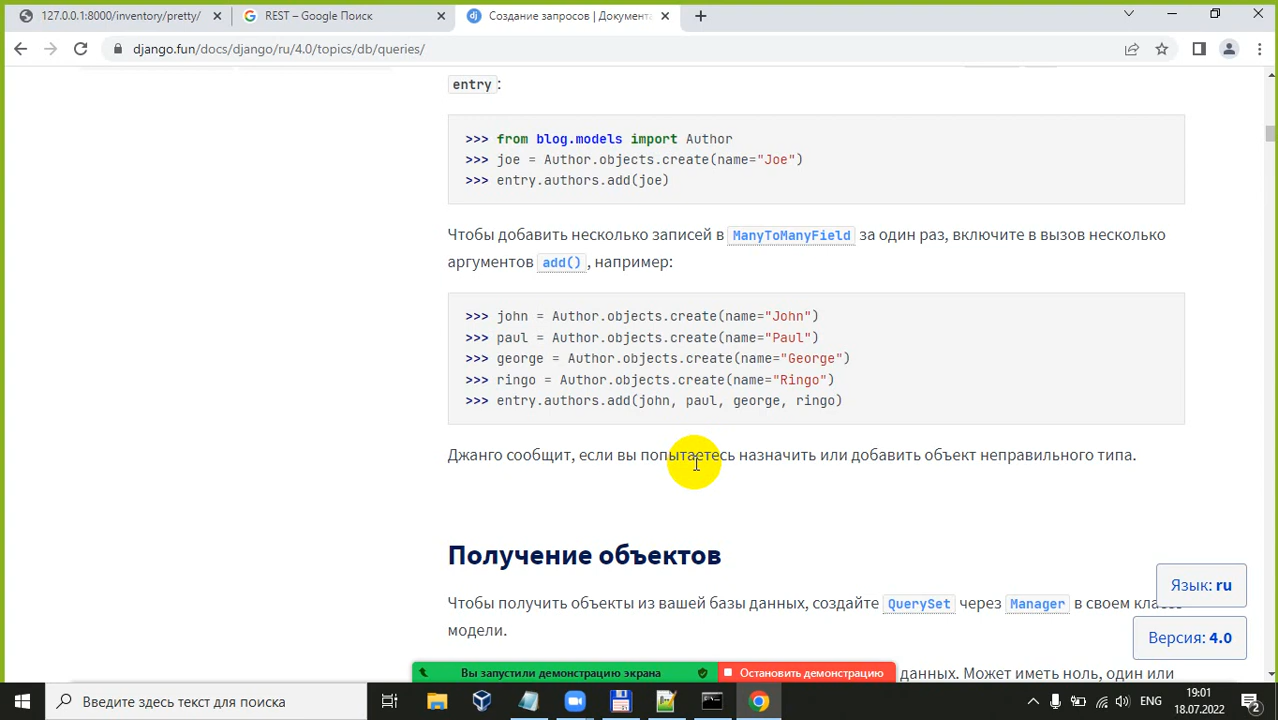 127.0.0.1:8000/inventory/pretty/
REST – Google Поиск
Создание запросов | Документа
django.fun/docs/django/ru/4.0/topics/db/queries/
entry:
>>> from blog.models import Author
>>> joe = Author.objects.create(name="Joe")
>>> entry.authors.add(joe)
Чтобы добавить несколько записей в ManyToManyField за один раз, включите в вызов несколько
аргументов add(), например:
>>> john = Author.objects.create(name="John")
>>> paul = Author.objects.create(name="Paul")
>>> george = Author.objects.create(name="George")
>>> ringo = Author.objects.create(name="Ringo")
>>> entry.authors.add(john, paul, george, ringo)
Джанго сообщит, если вы попытаетесь назначить или добавить объект неправильного типа.
Получение объектов
Язык: ru
Чтобы получить объекты из вашей базы данных, создайте QuerySet через Manager в своем классе
модели.
Версия: 4.0
Вы запустили демонстрацию экрана
Остановить демонстрацию
данных. Может иметь ноль, один или
Введите здесь текст для поиска
ENG
19:01
18.07.2022
2